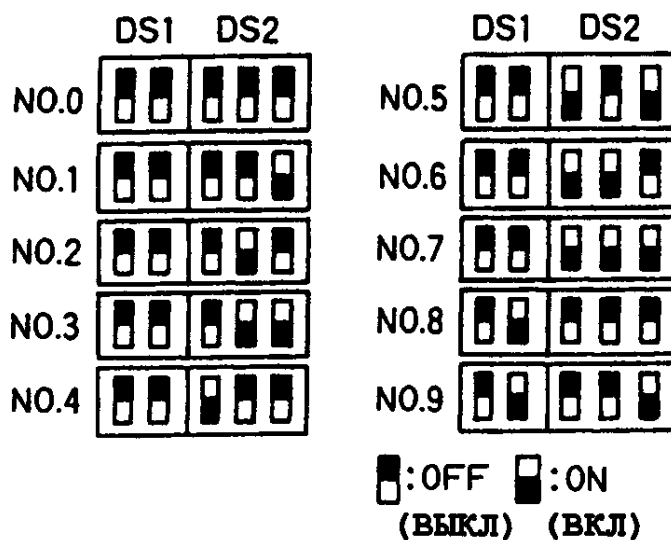 DS1 DS2
NO.0
NO.1
NO.2
NO.3
NO.4
DS1 DS2
NO.5
NO.6
NO.7
NO.8
NO.9
:OFF :ON
(ВЫКЛ) (ВКЛ)